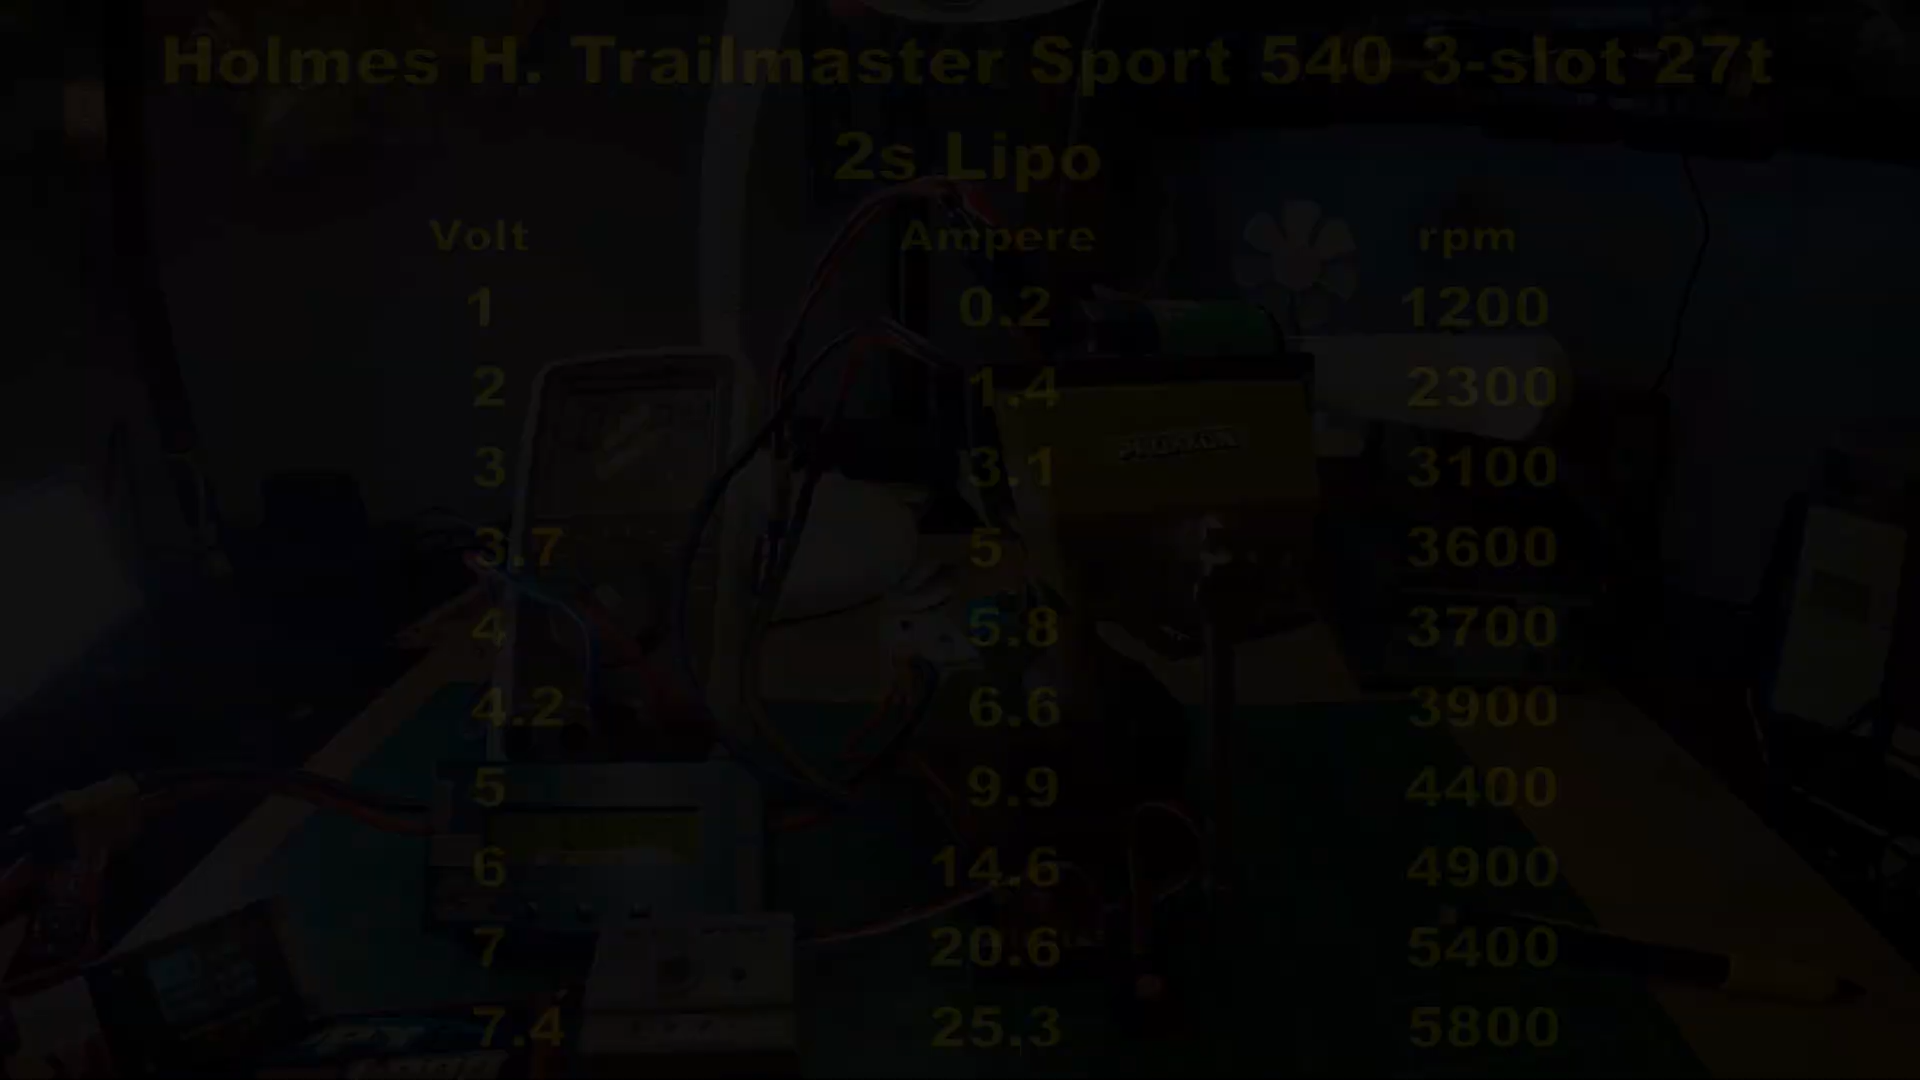 Holmes H. Trailmaster Sport 540 3-slot 27t
2s Lipo
Volt Ampere rpm
1 0.2 1200
2 1.4 2300
3 3.1 3100
3.7 5 3600
4 5.8 3700
4.2 6.6 3900
5 9.9 4400
6 14.6 4900
7 20.6 5400
7.4 25.3 5800
PROXXON